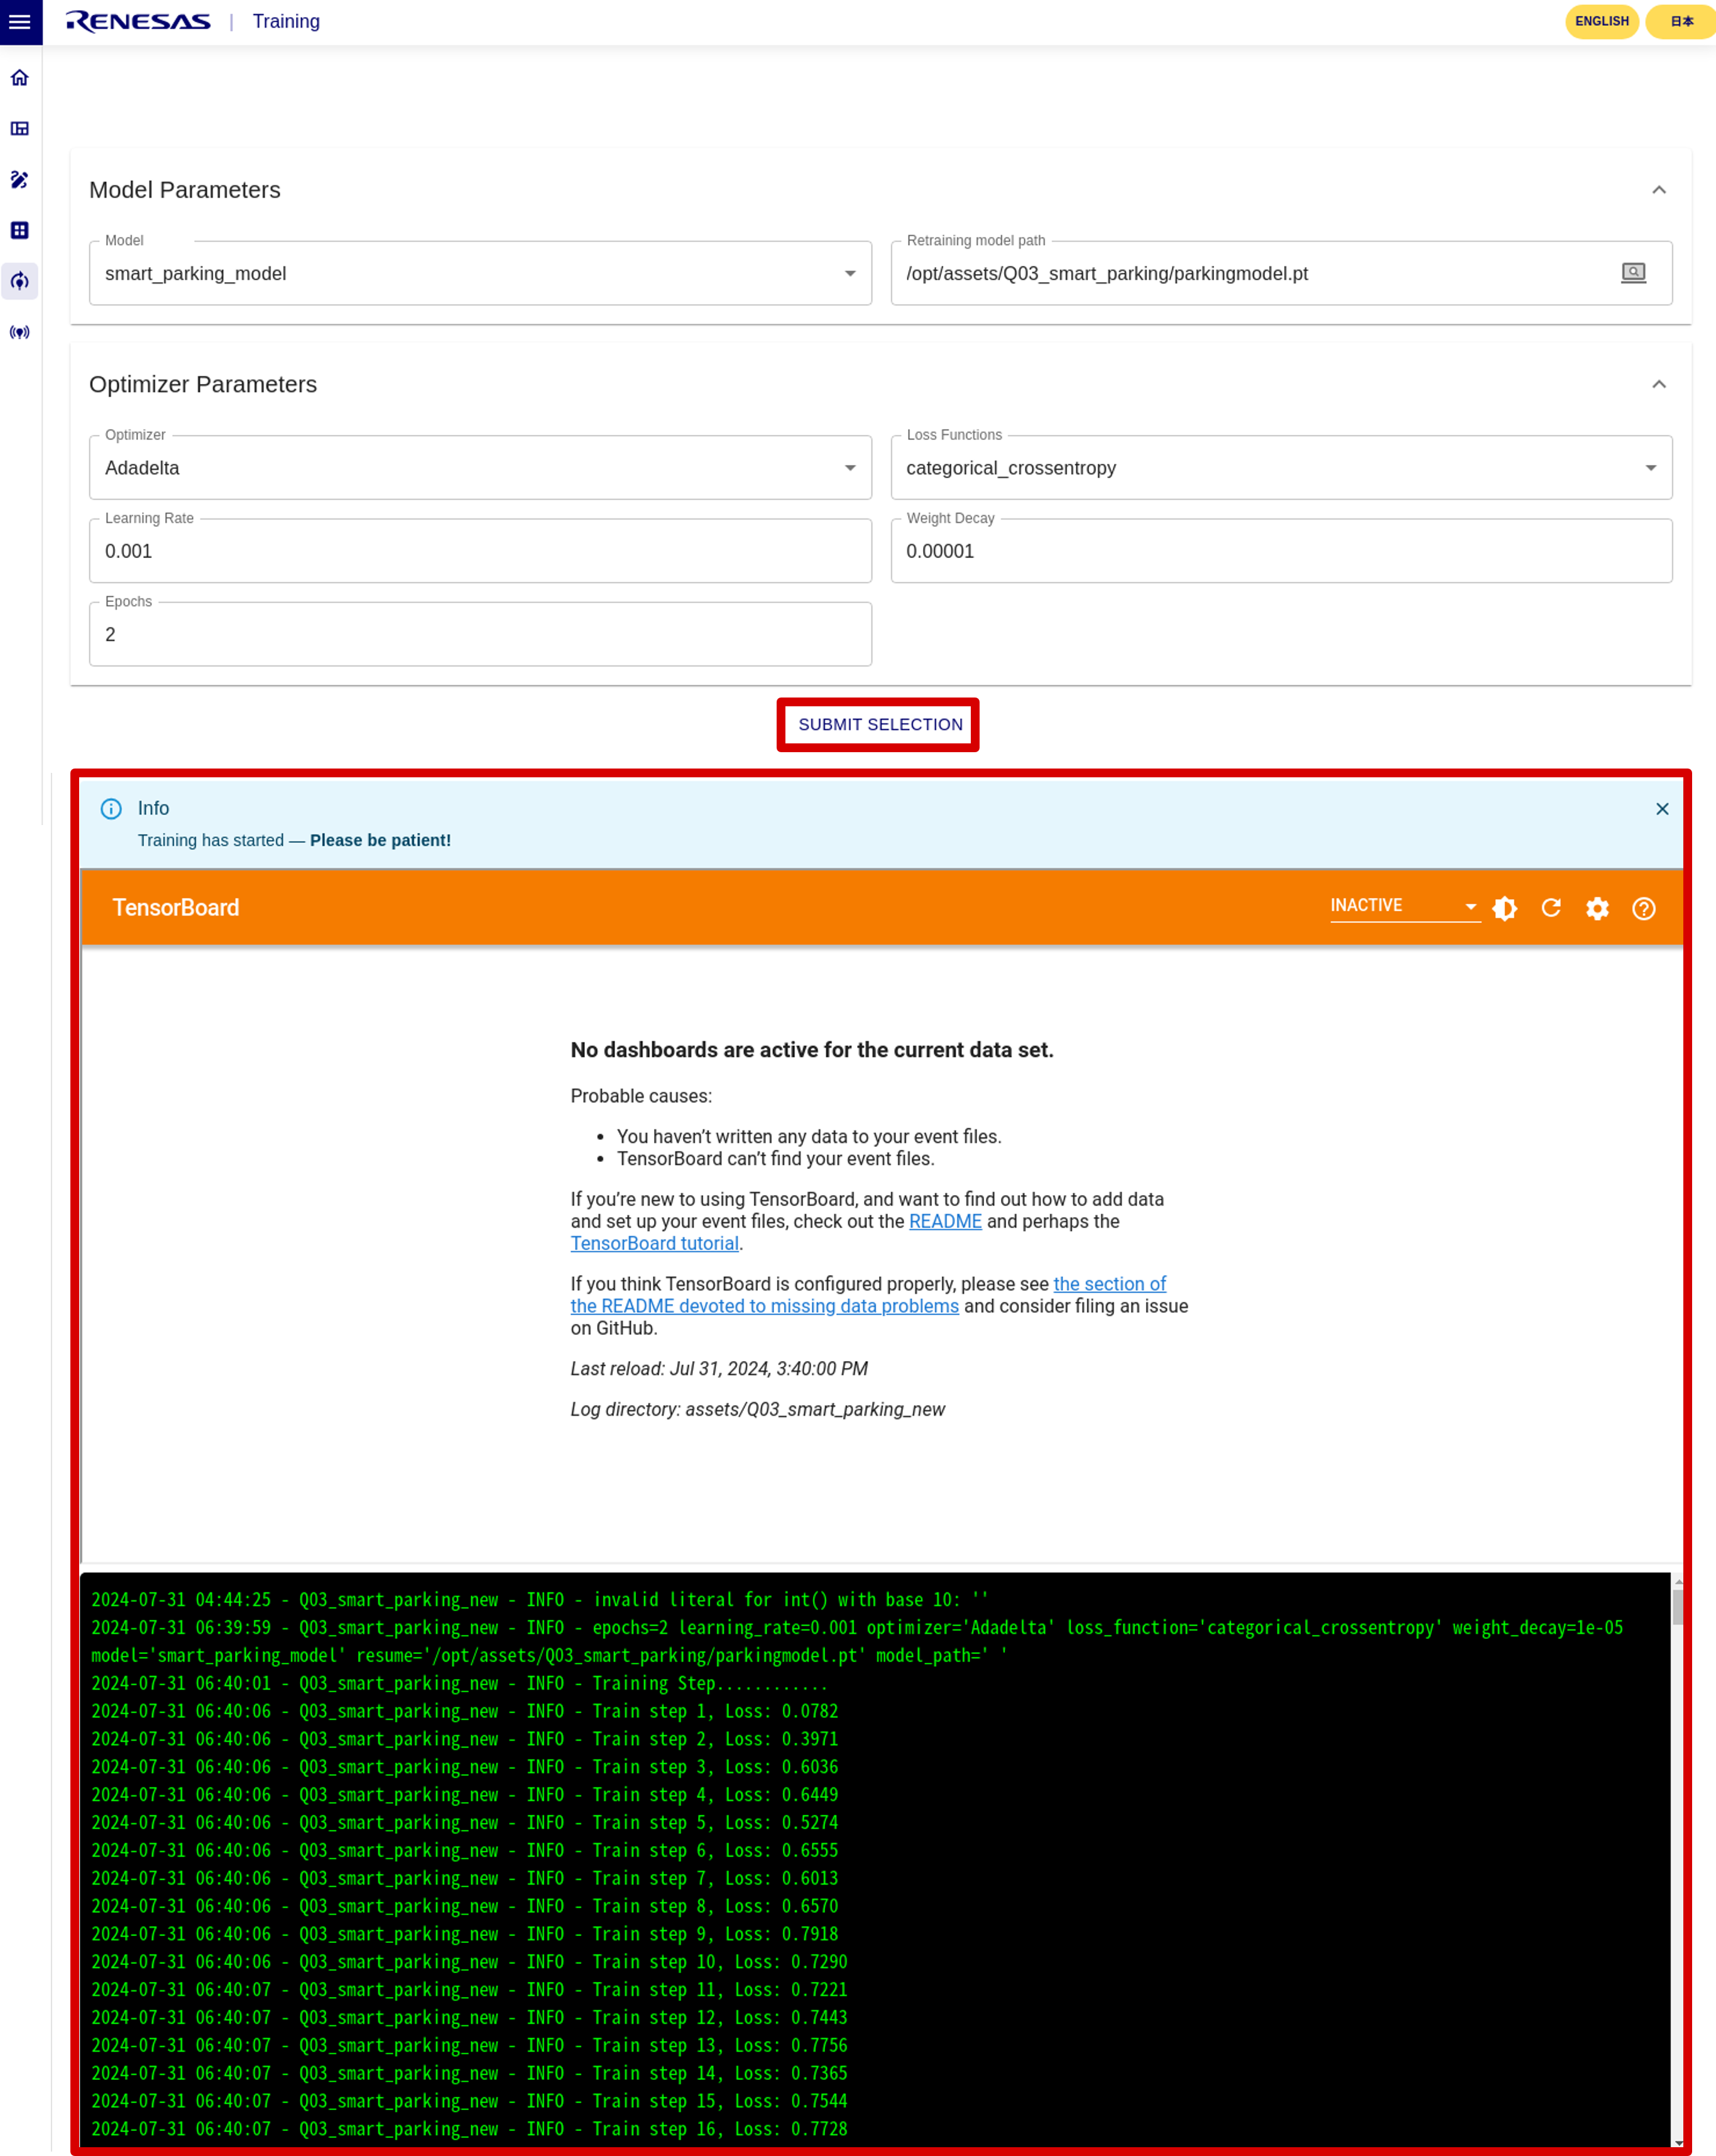 RENESAS | Training
ENGLISH
日本
Model Parameters
Model
smart_parking_model
Retraining model path
/opt/assets/Q03_smart_parking/parkingmodel.pt
Optimizer Parameters
Optimizer
Adadelta
Loss Functions
categorical_crossentropy
Learning Rate
0.001
Weight Decay
0.00001
Epochs
2
SUBMIT SELECTION
Info
Training has started — Please be patient!
TensorBoard
INACTIVE
No dashboards are active for the current data set.
Probable causes:
• You haven’t written any data to your event files.
• TensorBoard can’t find your event files.
If you’re new to using TensorBoard, and want to find out how to add data
and set up your event files, check out the README and perhaps the
TensorBoard tutorial.
If you think TensorBoard is configured properly, please see the section of
the README devoted to missing data problems and consider filing an issue
on GitHub.
Last reload: Jul 31, 2024, 3:40:00 PM
Log directory: assets/Q03_smart_parking_new
2024-07-31 04:44:25 - Q03_smart_parking_new - INFO - invalid literal for int() with base 10: ''
2024-07-31 06:39:59 - Q03_smart_parking_new - INFO - epochs=2 learning_rate=0.001 optimizer='Adadelta' loss_function='categorical_crossentropy' weight_decay=1e-05
model='smart_parking_model' resume='/opt/assets/Q03_smart_parking/parkingmodel.pt' model_path=' '
2024-07-31 06:40:01 - Q03_smart_parking_new - INFO - Training Step............
2024-07-31 06:40:06 - Q03_smart_parking_new - INFO - Train step 1, Loss: 0.0782
2024-07-31 06:40:06 - Q03_smart_parking_new - INFO - Train step 2, Loss: 0.3971
2024-07-31 06:40:06 - Q03_smart_parking_new - INFO - Train step 3, Loss: 0.6036
2024-07-31 06:40:06 - Q03_smart_parking_new - INFO - Train step 4, Loss: 0.6449
2024-07-31 06:40:06 - Q03_smart_parking_new - INFO - Train step 5, Loss: 0.5274
2024-07-31 06:40:06 - Q03_smart_parking_new - INFO - Train step 6, Loss: 0.6555
2024-07-31 06:40:06 - Q03_smart_parking_new - INFO - Train step 7, Loss: 0.6013
2024-07-31 06:40:06 - Q03_smart_parking_new - INFO - Train step 8, Loss: 0.6570
2024-07-31 06:40:06 - Q03_smart_parking_new - INFO - Train step 9, Loss: 0.7918
2024-07-31 06:40:06 - Q03_smart_parking_new - INFO - Train step 10, Loss: 0.7290
2024-07-31 06:40:07 - Q03_smart_parking_new - INFO - Train step 11, Loss: 0.7221
2024-07-31 06:40:07 - Q03_smart_parking_new - INFO - Train step 12, Loss: 0.7443
2024-07-31 06:40:07 - Q03_smart_parking_new - INFO - Train step 13, Loss: 0.7756
2024-07-31 06:40:07 - Q03_smart_parking_new - INFO - Train step 14, Loss: 0.7365
2024-07-31 06:40:07 - Q03_smart_parking_new - INFO - Train step 15, Loss: 0.7544
2024-07-31 06:40:07 - Q03_smart_parking_new - INFO - Train step 16, Loss: 0.7728